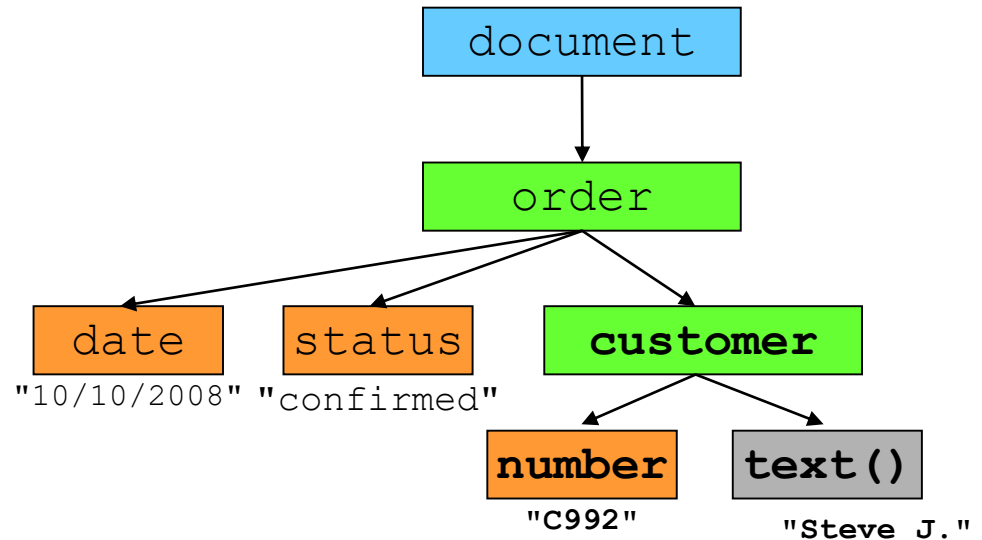 document
order
date
status
customer
"10/10/2008"
"confirmed"
number
text()
"C992"
"Steve J."